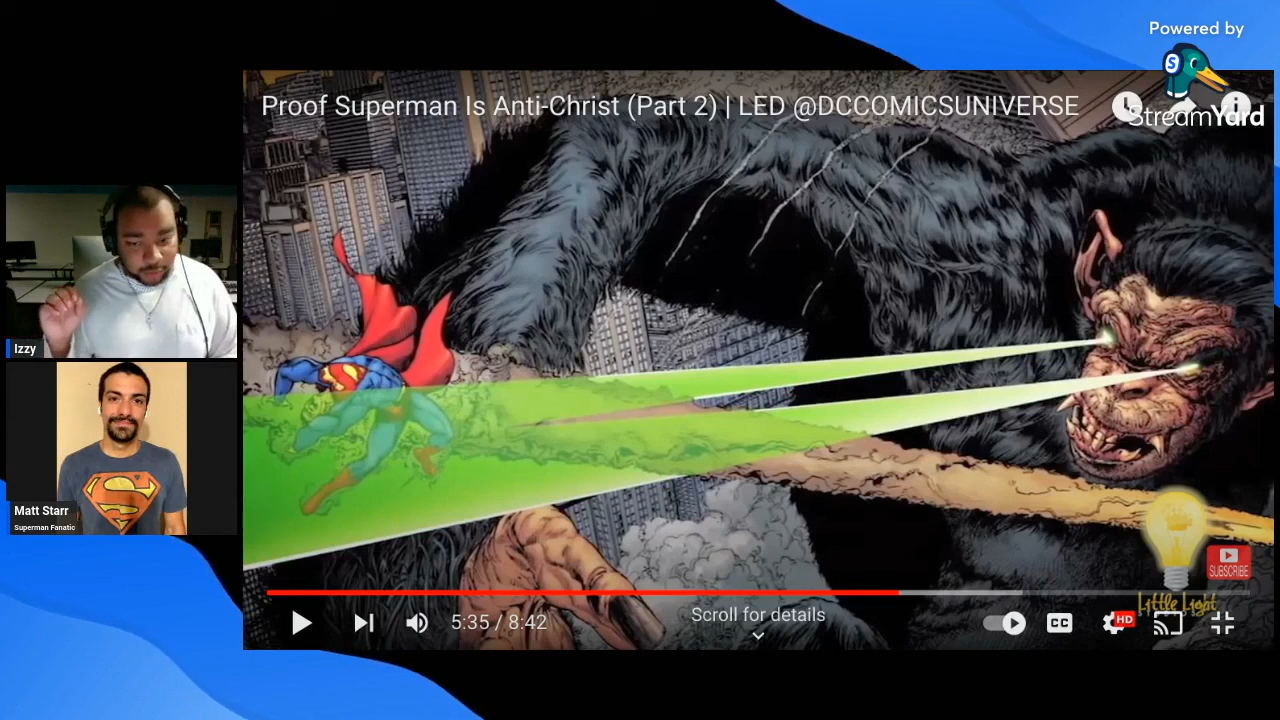 Powered by
S
StreamYard
Proof Superman Is Anti-Christ (Part 2) | LED @DCCOMICSUNIVERSE
Izzy
Matt Starr
Superman Fanatic
SUBSCRIBE
Little Light
5:35 / 8:42
Scroll for details
CC
HD